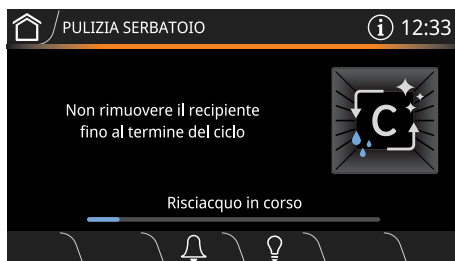 PULIZIA SERBATOIO
i 12:33
Non rimuovere il recipiente
fino al termine del ciclo
C
Risciacquo in corso